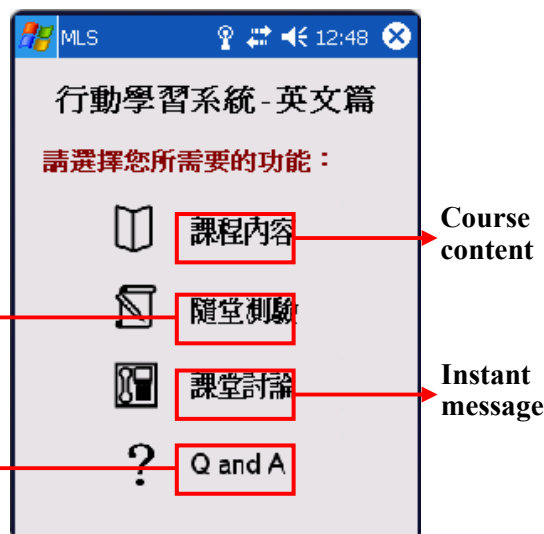 MLS 12:48
行動學習系統-英文篇
請選擇您所需要的功能：
課程內容
Course
content
隨堂測驗
課堂討論
Instant
message
? Q and A